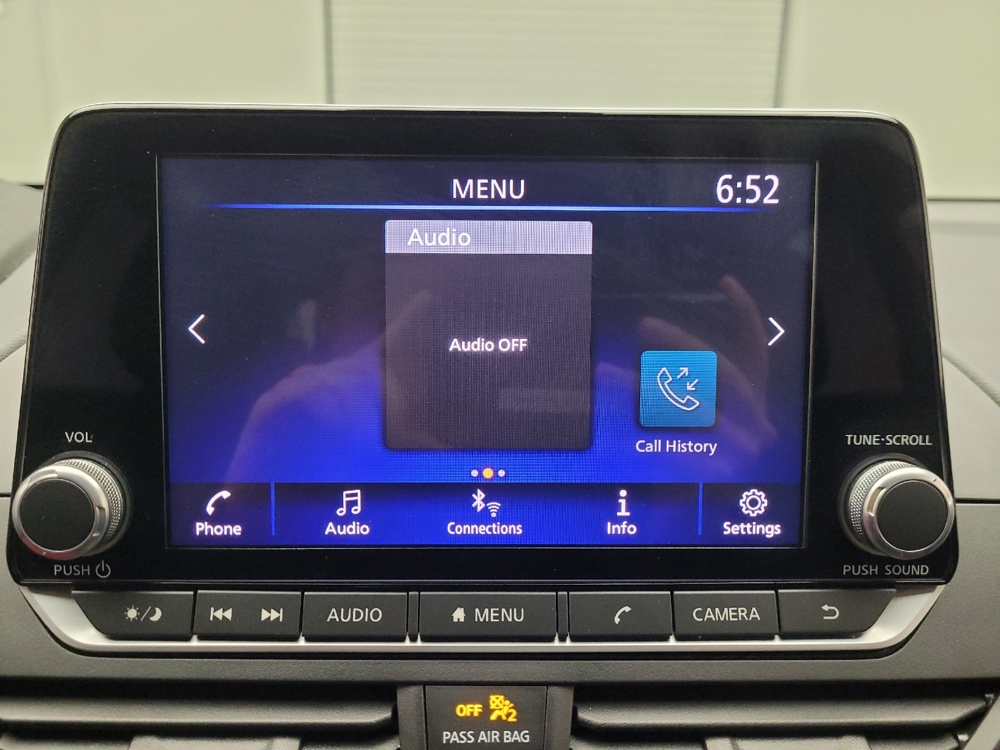 MENU
6:52
Audio
Audio OFF
Call History
VOL
TUNE·SCROLL
Phone
Audio
Connections
Info
Settings
PUSH
PUSH SOUND
AUDIO
MENU
CAMERA
OFF 2
PASS AIR BAG